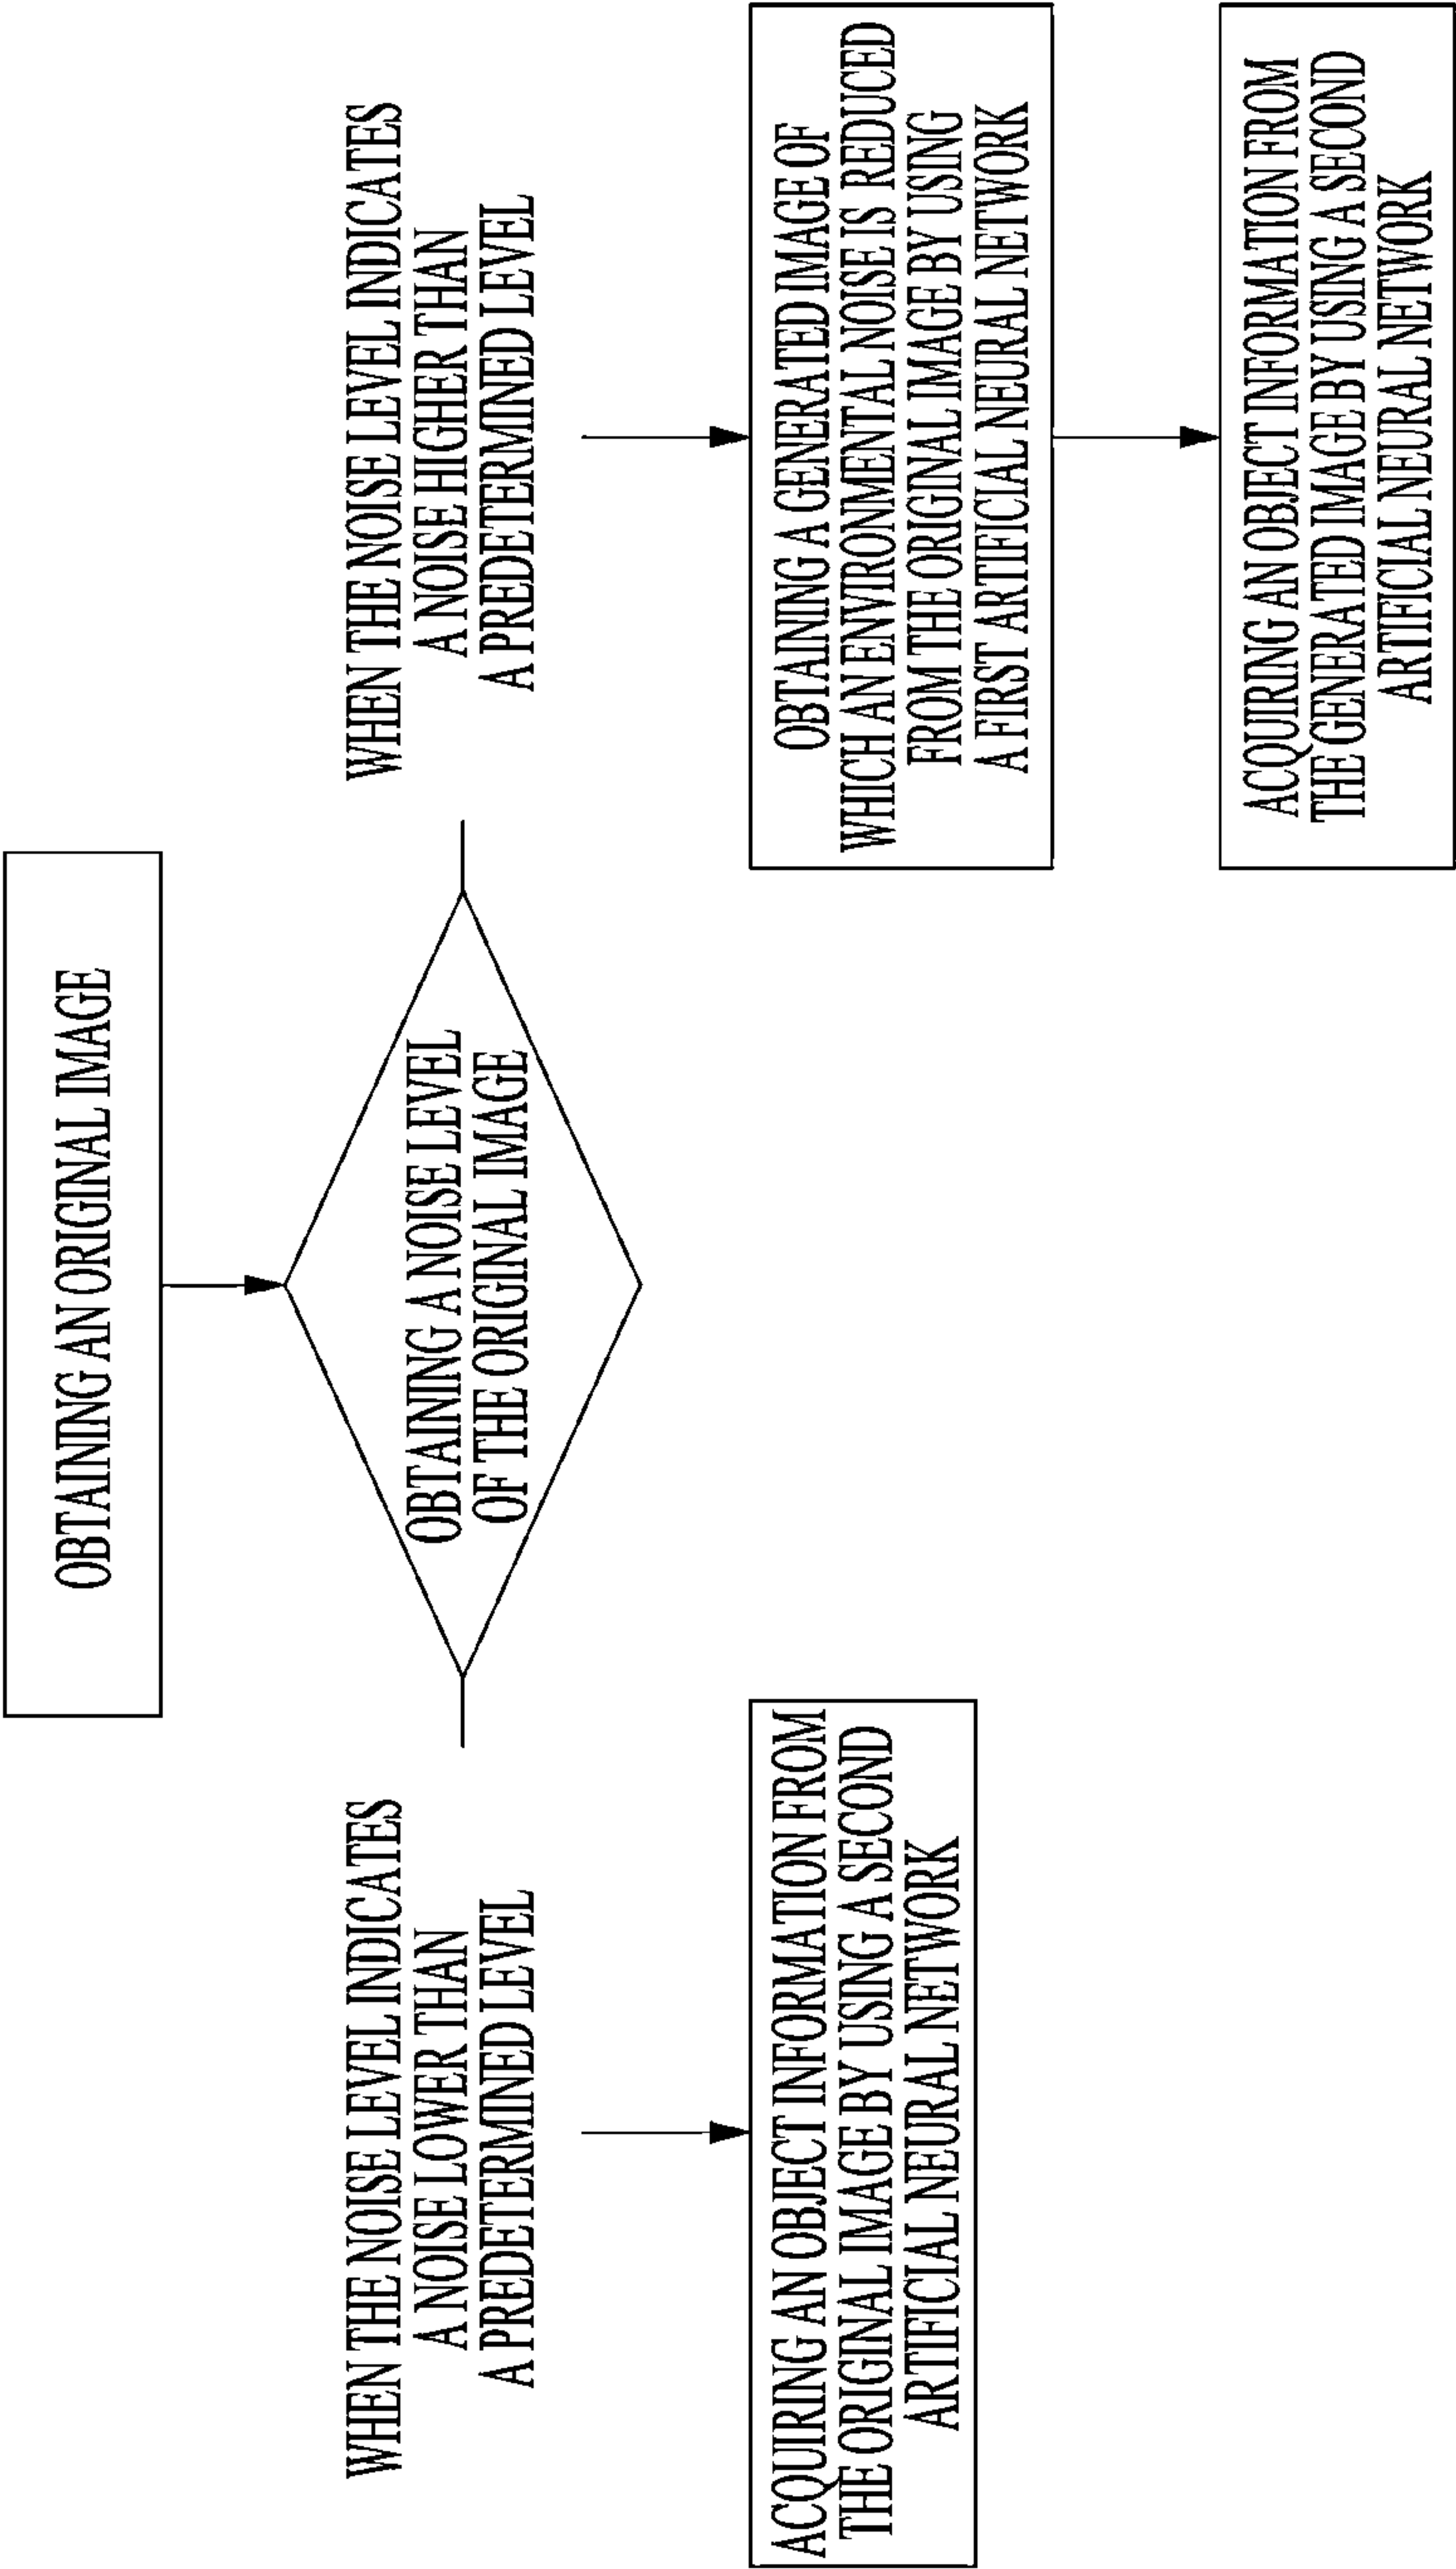 OBTAINING AN ORIGINAL IMAGE
OBTAINING A NOISE LEVEL
OF THE ORIGINAL IMAGE
WHEN THE NOISE LEVEL INDICATES
A NOISE LOWER THAN
A PREDETERMINED LEVEL
WHEN THE NOISE LEVEL INDICATES
A NOISE HIGHER THAN
A PREDETERMINED LEVEL
ACQUIRING AN OBJECT INFORMATION FROM
THE ORIGINAL IMAGE BY USING A SECOND
ARTIFICIAL NEURAL NETWORK
OBTAINING A GENERATED IMAGE OF
WHICH AN ENVIRONMENTAL NOISE IS REDUCED
FROM THE ORIGINAL IMAGE BY USING
A FIRST ARTIFICIAL NEURAL NETWORK
ACQUIRING AN OBJECT INFORMATION FROM
THE GENERATED IMAGE BY USING A SECOND
ARTIFICIAL NEURAL NETWORK